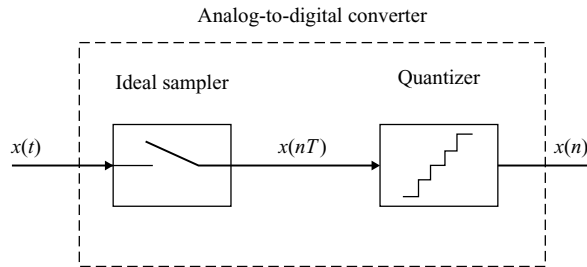 Analog-to-digital converter
Ideal sampler
Quantizer
x(t)
x(nT)
x(n)